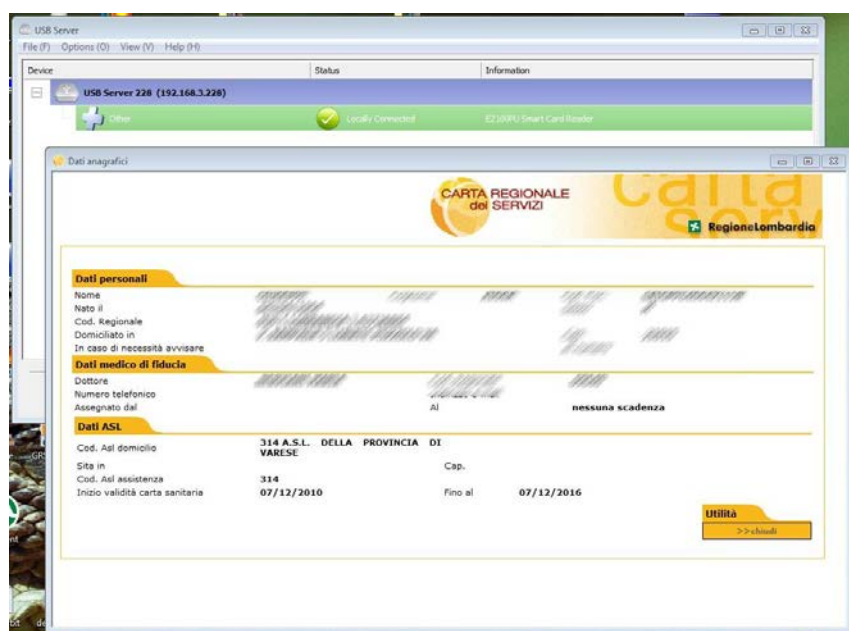 USB Server
File (F) Options (O) View (V) Help (H)
Device Status Information
USB Server 228 (192.168.3.228)
Other Locally Connected E2100PU Smart Card Reader
Dati anagrafici
CARTA REGIONALE
dei SERVIZI
carta
serv
RegioneLombardia
Dati personali
Nome
Nato il
Cod. Regionale
Domiciliato in
In caso di necessità avvisare
Dati medico di fiducia
Dottore
Numero telefonico
Assegnato dal Al nessuna scadenza
Dati ASL
Cod. Asl domicilio 314 A.S.L. DELLA PROVINCIA DI
VARESE
Sita in Cap.
Cod. Asl assistenza 314
Inizio validità carta sanitaria 07/12/2010 Fino al 07/12/2016
Utilità
>>chiudi